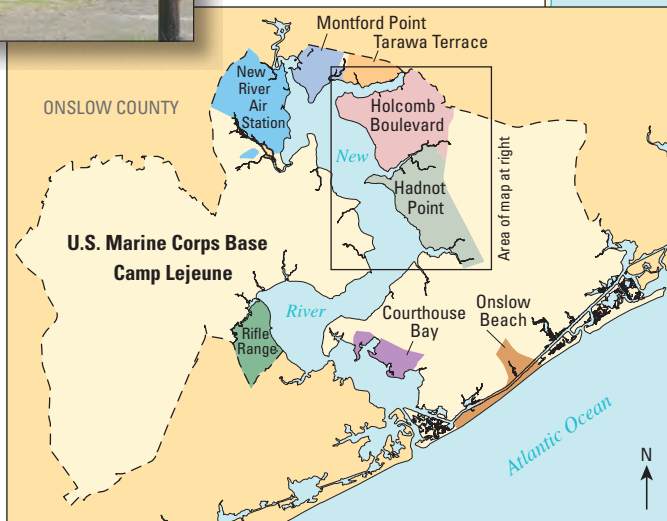 Montford Point
Tarawa Terrace
New
River
Air
Station
ONSLOW COUNTY
Holcomb
Boulevard
New
Hadnot
Point
Area of map at right
U.S. Marine Corps Base
Camp Lejeune
River
Rifle
Range
Courthouse
Bay
Onslow
Beach
Atlantic Ocean
N